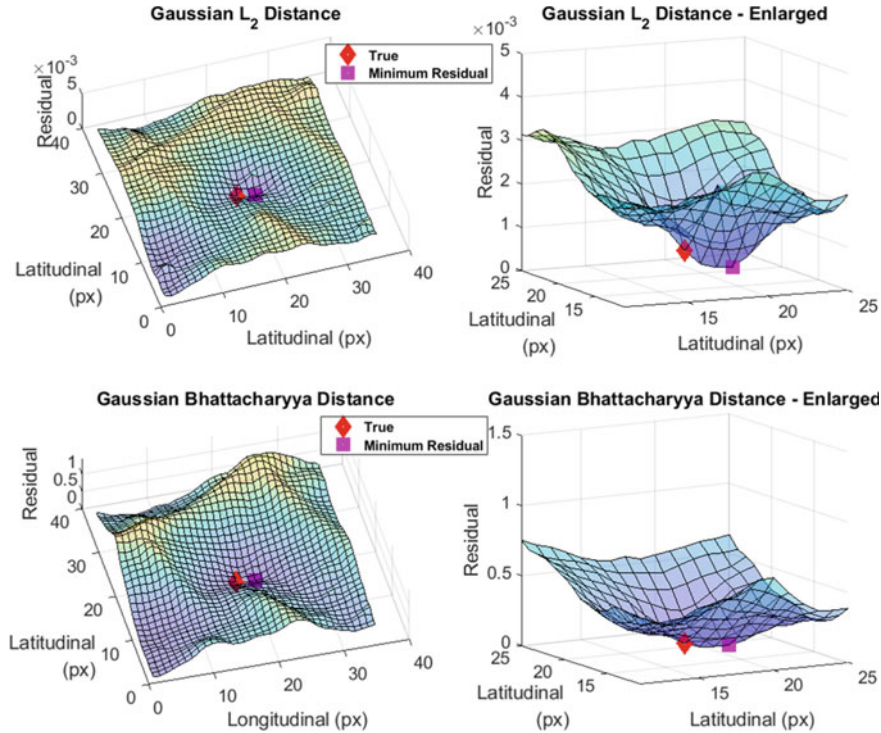 Gaussian L2 Distance
Gaussian L2 Distance - Enlarged
×10-3
True
Minimum Residual
Residual
5
0
40
30
20
10
0
Latitudinal
(px)
0
10
20
30
40
Latitudinal (px)
×10-3
5
4
3
2
1
0
Residual
25
20
15
Latitudinal
(px)
15
20
25
Latitudinal (px)
Gaussian Bhattacharyya Distance
Gaussian Bhattacharyya Distance - Enlarged
True
Minimum Residual
Residual
1
0.5
0
40
30
20
10
0
Latitudinal
(px)
0
10
20
30
40
Longitudinal (px)
1.5
1
0.5
0
Residual
25
20
15
Latitudinal
(px)
15
20
25
Latitudinal (px)